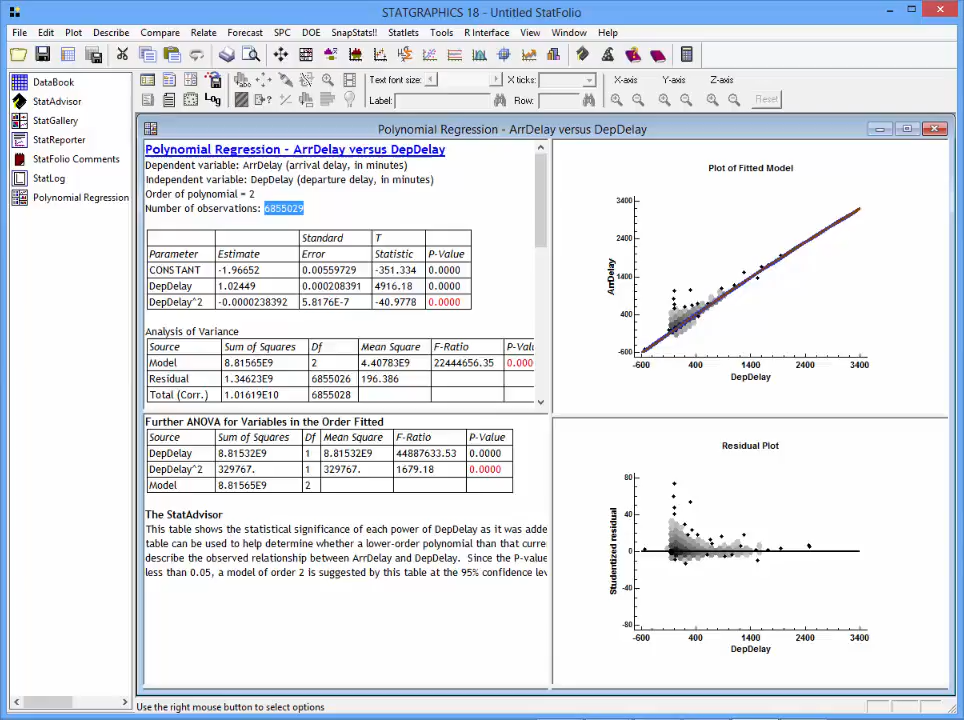 STATGRAPHICS 18 - Untitled StatFolio
File Edit Plot Describe Compare Relate Forecast SPC DOE SnapStats!! Statlets Tools R Interface View Window Help
Text font size: X ticks: X-axis Y-axis Z-axis
Log Label: Row: Reset
DataBook
StatAdvisor
StatGallery
StatReporter
StatFolio Comments
StatLog
Polynomial Regression
Polynomial Regression - ArrDelay versus DepDelay
Polynomial Regression - ArrDelay versus DepDelay
Dependent variable: ArrDelay (arrival delay, in minutes)
Independent variable: DepDelay (departure delay, in minutes)
Order of polynomial = 2
Number of observations: 6855029
Standard T
Parameter Estimate Error Statistic P-Value
CONSTANT -1.96652 0.00559729 -351.334 0.0000
DepDelay 1.02449 0.000208391 4916.18 0.0000
DepDelay^2 -0.0000238392 5.8176E-7 -40.9778 0.0000
Analysis of Variance
Source Sum of Squares Df Mean Square F-Ratio P-Valu
Model 8.81565E9 2 4.40783E9 22444656.35 0.000
Residual 1.34623E9 6855026 196.386
Total (Corr.) 1.01619E10 6855028
Further ANOVA for Variables in the Order Fitted
Source Sum of Squares Df Mean Square F-Ratio P-Value
DepDelay 8.81532E9 1 8.81532E9 44887633.53 0.0000
DepDelay^2 329767. 1 329767. 1679.18 0.0000
Model 8.81565E9 2
The StatAdvisor
This table shows the statistical significance of each power of DepDelay as it was adde
table can be used to help determine whether a lower-order polynomial than that curren
describe the observed relationship between ArrDelay and DepDelay. Since the P-value
less than 0.05, a model of order 2 is suggested by this table at the 95% confidence lev
Plot of Fitted Model
3400
2400
1400
400
-600
ArrDelay
-600 400 1400 2400 3400
DepDelay
Residual Plot
80
40
0
-40
-80
Studentized residual
-600 400 1400 2400 3400
DepDelay
Use the right mouse button to select options